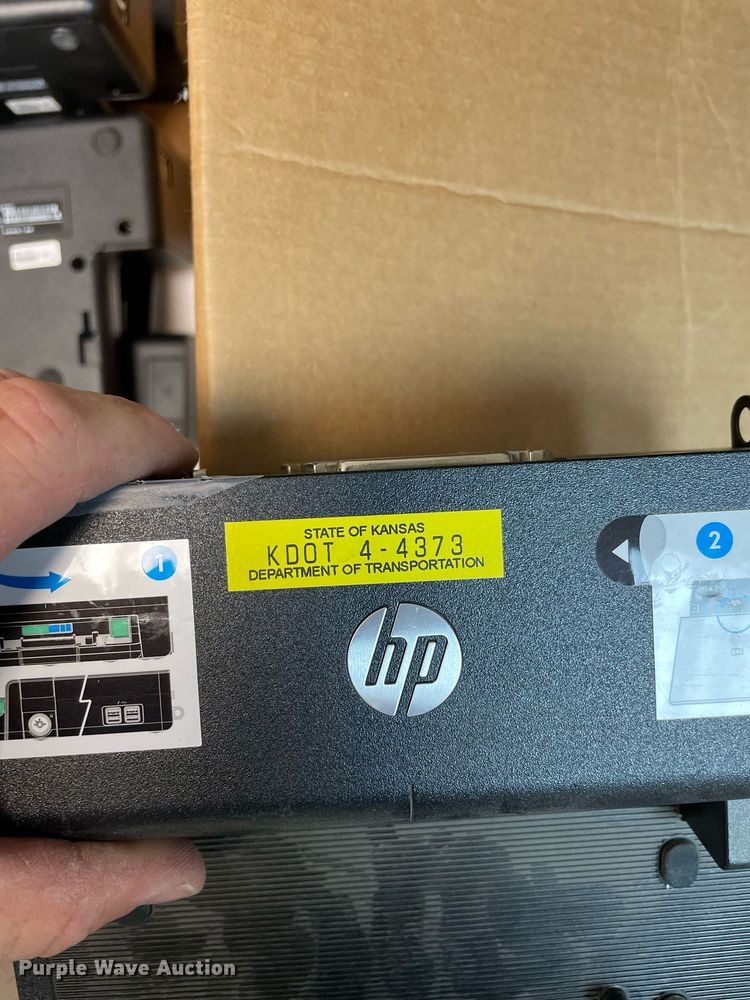 STATE OF KANSAS
KDOT 4-4373
DEPARTMENT OF TRANSPORTATION
1
2
hp
Purple Wave Auction